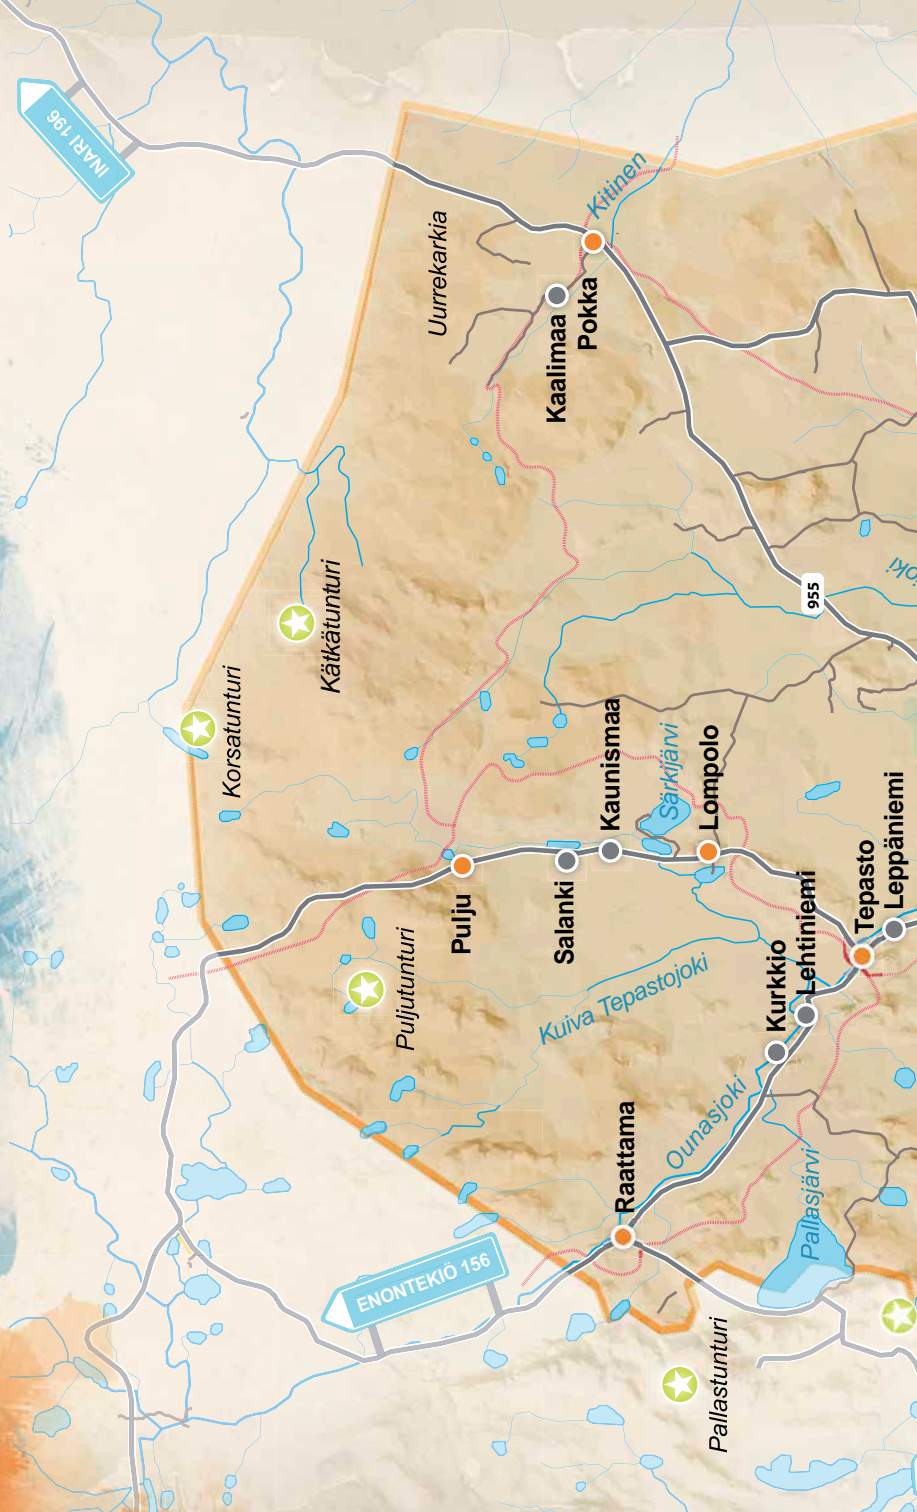 INARI 196
Uurrekarkia
Kitinen
Kaalimaa
Pokka
Kätkätunturi
Korsatunturi
955
joki
Kaunismaa
Särkijärvi
Lompolo
Pulju
Salanki
Puljutunturi
Kuiva Tepastojoki
Kurkkio
Lehtiniemi
Tepasto
Leppäniemi
Raattama
Ounasjoki
Pallasjärvi
ENONTEKIÖ 156
Pallastunturi